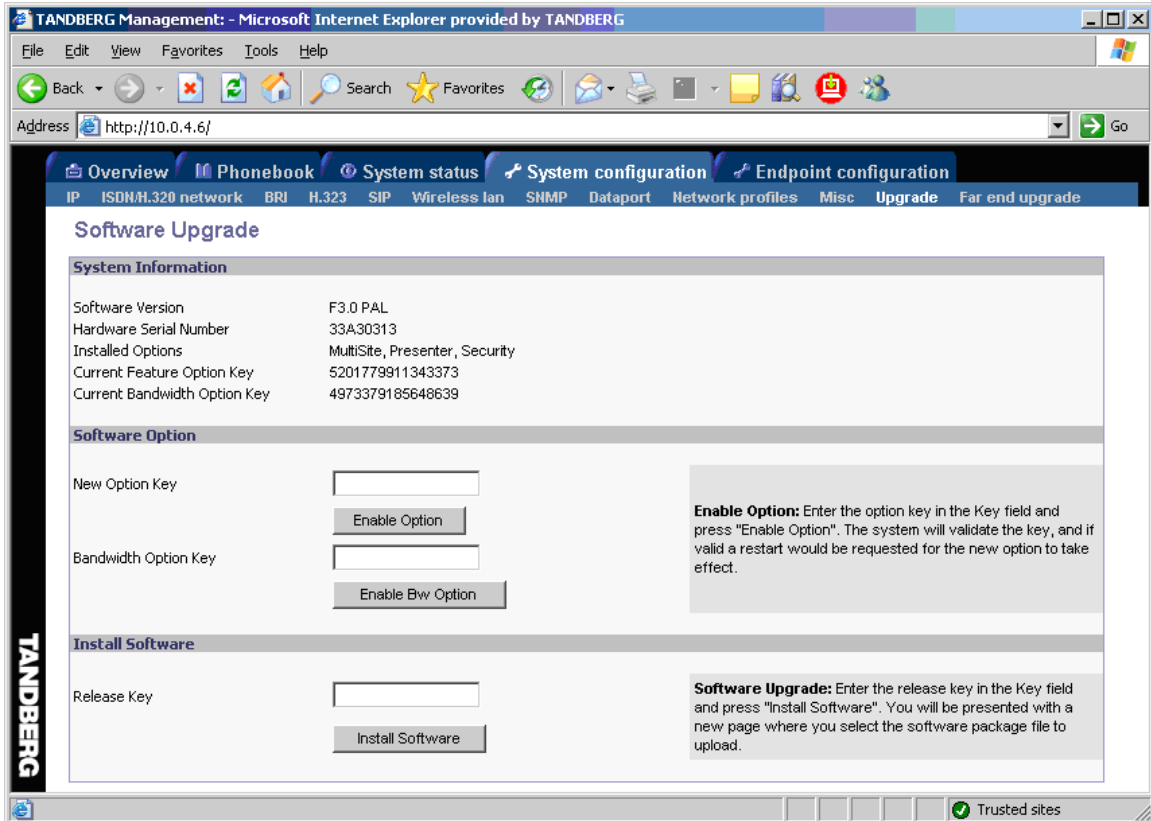 TANDBERG Management: - Microsoft Internet Explorer provided by TANDBERG
File Edit View Favorites Tools Help
Back Search Favorites
Address http://10.0.4.6/ Go
Overview Phonebook System status System configuration Endpoint configuration
IP ISDN/H.320 network BRI H.323 SIP Wireless lan SNMP Dataport Network profiles Misc Upgrade Far end upgrade
Software Upgrade
System Information
Software Version F3.0 PAL
Hardware Serial Number 33A30313
Installed Options MultiSite, Presenter, Security
Current Feature Option Key 5201779911343373
Current Bandwidth Option Key 4973379185648639
Software Option
New Option Key
Enable Option
Bandwidth Option Key
Enable Bw Option
Enable Option: Enter the option key in the Key field and
press "Enable Option". The system will validate the key, and if
valid a restart would be requested for the new option to take
effect.
Install Software
Release Key
Install Software
Software Upgrade: Enter the release key in the Key field
and press "Install Software". You will be presented with a
new page where you select the software package file to
upload.
TANDBERG
Trusted sites